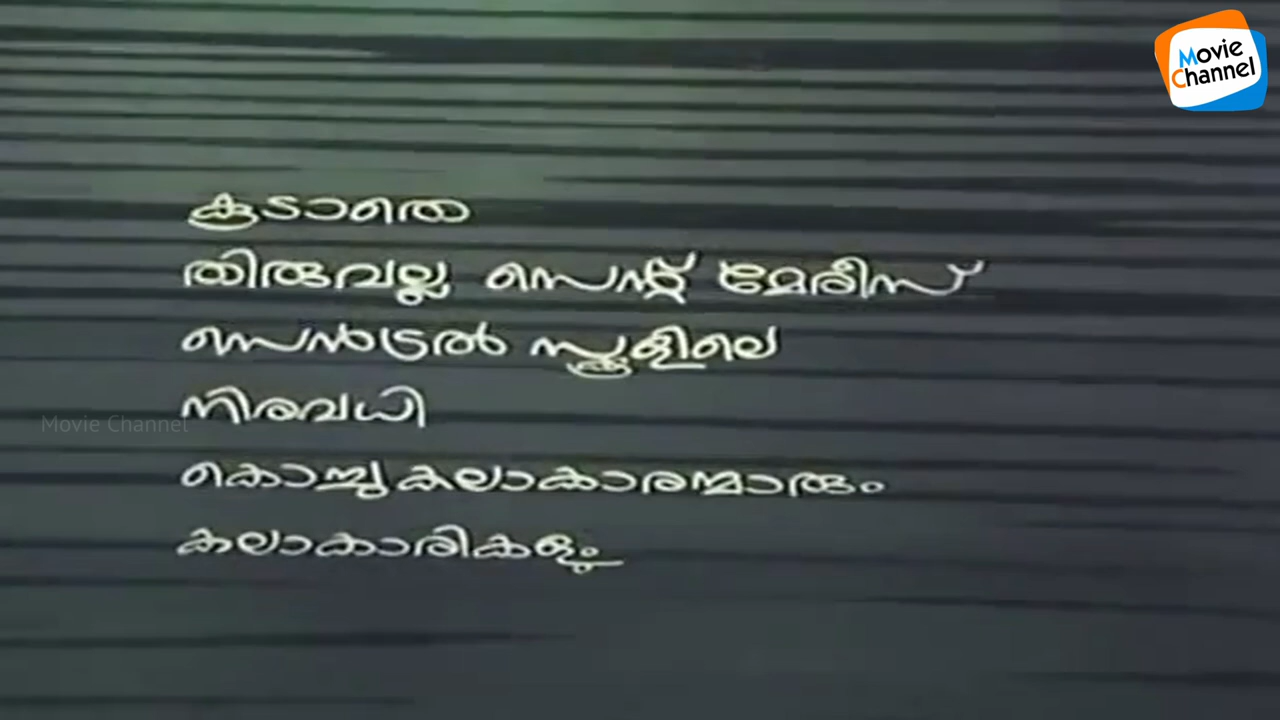 Movie
Channel
കൂടാതെ
തിരുവല്ല സെന്റ് മേരീസ്
സെൻട്രൽ സ്കൂളിലെ
നിരവധി
Movie Channel
കൊച്ചുകലാകാരന്മാരും
കലാകാരികളും